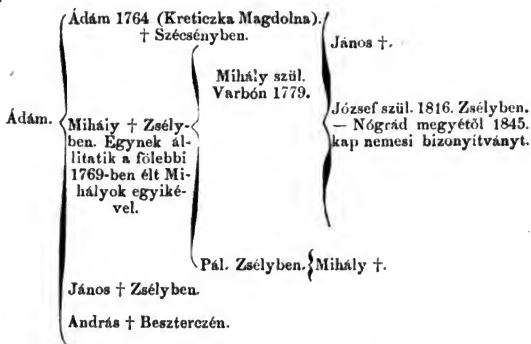 Ádám.
Ádám 1764 (Kreticzka Magdolna).
† Szécsényben.
Mihály † Zsély-
ben. Egynek ál-
litatik a fölebbi
1769-ben élt Mi-
hályok egyiké-
vel.
János † Zsélyben.
András † Beszterczén.
Mihály szül.
Varbón 1779.
Pál. Zsélyben.
János †.
József szül. 1816. Zsélyben.
— Nógrád megyétől 1845.
kap nemesi bizonyitványt.
Mihály †.